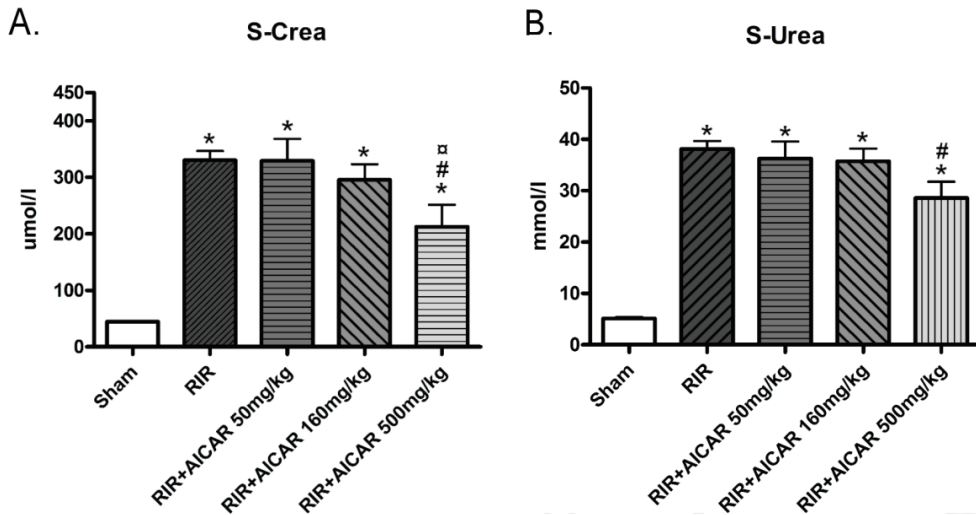 A.
S-Crea
450
400
300
200
100
0
umol/l
*
*
*
¤
#
*
Sham
RIR
RIR+AICAR 50mg/kg
RIR+AICAR 160mg/kg
RIR+AICAR 500mg/kg
B.
S-Urea
50
40
30
20
10
0
mmol/l
*
*
*
#
*
Sham
RIR
RIR+AICAR 50mg/kg
RIR+AICAR 160mg/kg
RIR+AICAR 500mg/kg